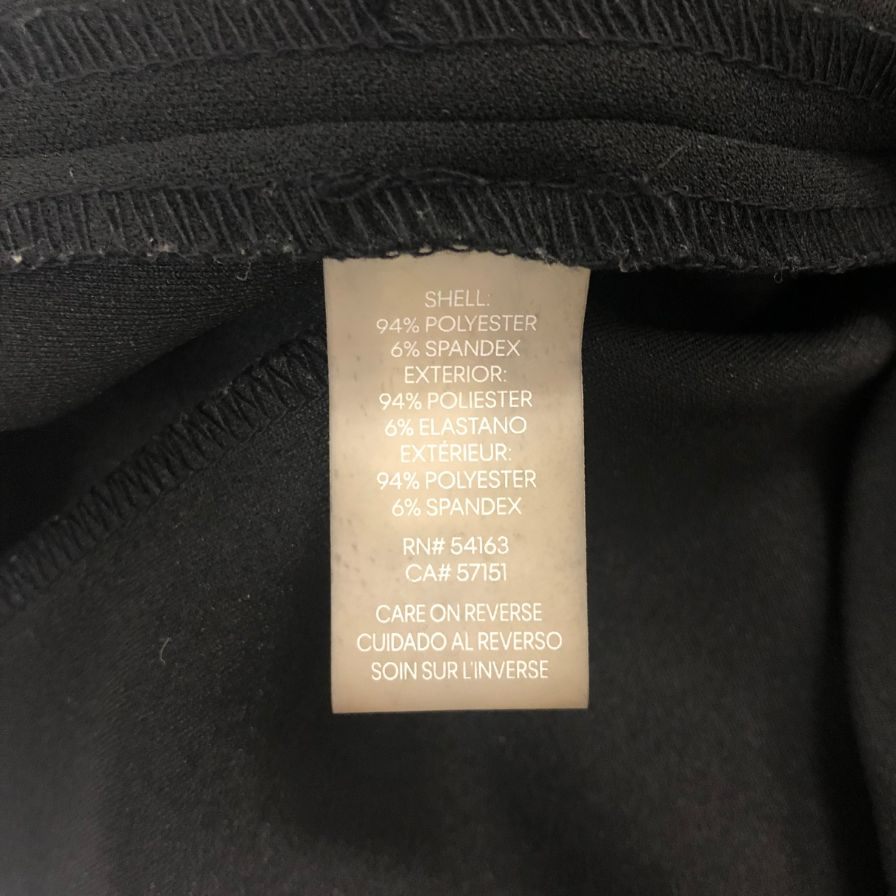 SHELL:
94% POLYESTER
6% SPANDEX
EXTERIOR:
94% POLIESTER
6% ELASTANO
EXTÉRIEUR:
94% POLYESTER
6% SPANDEX
RN# 54163
CA# 57151
CARE ON REVERSE
CUIDADO AL REVERSO
SOIN SUR L'INVERSE